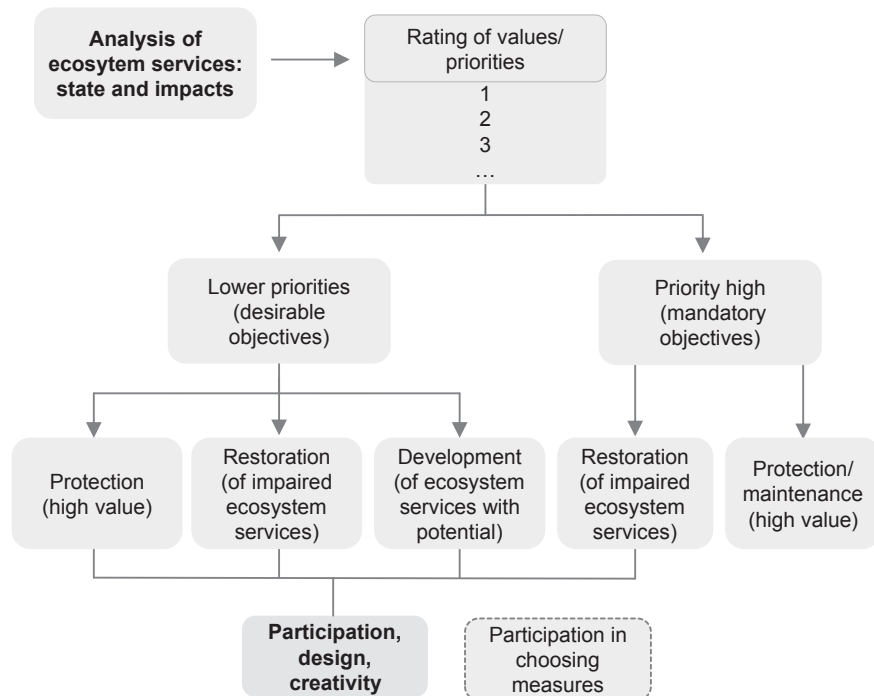 Analysis of
ecosytem services:
state and impacts
Rating of values/
priorities
1
2
3
…
Lower priorities
(desirable
objectives)
Priority high
(mandatory
objectives)
Protection
(high value)
Restoration
(of impaired
ecosystem
services)
Development
(of ecosystem
services with
potential)
Restoration
(of impaired
ecosystem
services)
Protection/
maintenance
(high value)
Participation,
design,
creativity
Participation in
choosing
measures